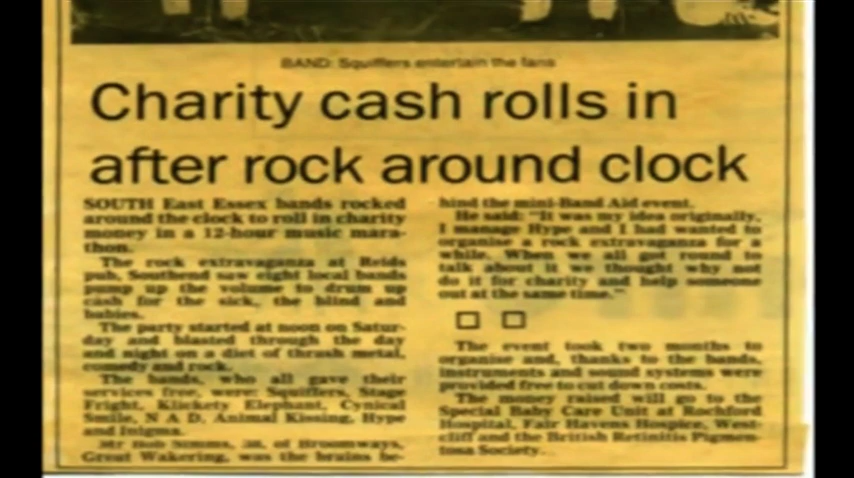 BAND: Squiffers entertain the fans
Charity cash rolls in
after rock around clock
SOUTH East Essex bands rocked
around the clock to roll in charity
money in a 12-hour music mara-
thon.
The rock extravaganza at Reids
pub, Southend saw eight local bands
pump up the volume to drum up
cash for the sick, the blind and
babies.
The party started at noon on Satur-
day and blasted through the day
and night on a diet of thrash metal,
comedy and rock.
The bands, who all gave their
services free, were: Squiffers, Stage
Fright, Klickety Elephant, Cynical
Smile, N A D, Animal Kissing, Hype
and Enigma.
Mr Bob Simms, of Broomways,
Great Wakering, was the brains be-
hind the mini-Band Aid event.
He said: "It was my idea originally,
I manage Hype and I had wanted to
organise a rock extravaganza for a
while. When we all got round to
talk about it we thought why not
do it for charity and help someone
out at the same time."
The event took two months to
organise and, thanks to the bands,
instruments and sound systems were
provided free to cut down costs.
The money raised will go to the
Special Baby Care Unit at Rochford
Hospital, Fair Havens Hospice, West-
cliff and the British Retinitis Pigmen-
tosa Society.